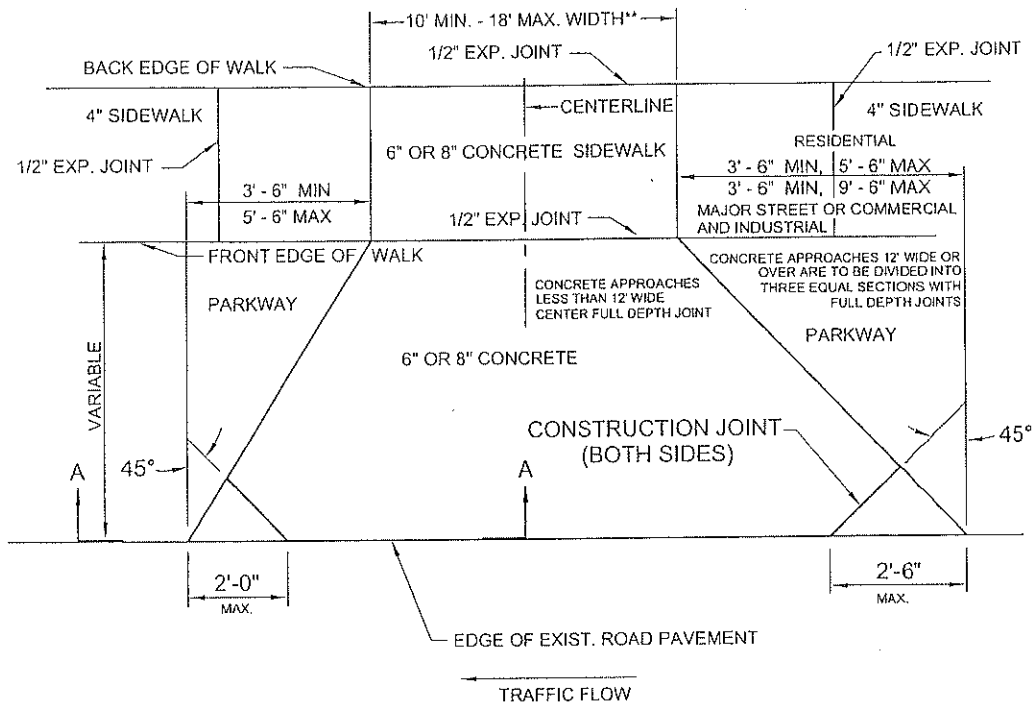 10' MIN. - 18' MAX. WIDTH**
1/2" EXP. JOINT
1/2" EXP. JOINT
BACK EDGE OF WALK
CENTERLINE
4" SIDEWALK
4" SIDEWALK
RESIDENTIAL
6" OR 8" CONCRETE SIDEWALK
1/2" EXP. JOINT
3' - 6" MIN, 5' - 6" MAX
3' - 6" MIN, 9' - 6" MAX
3' - 6" MIN
5' - 6" MAX
MAJOR STREET OR COMMERCIAL
AND INDUSTRIAL
1/2" EXP. JOINT
FRONT EDGE OF WALK
CONCRETE APPROACHES 12' WIDE OR
OVER ARE TO BE DIVIDED INTO
THREE EQUAL SECTIONS WITH
FULL DEPTH JOINTS
CONCRETE APPROACHES
LESS THAN 12' WIDE
CENTER FULL DEPTH JOINT
PARKWAY
PARKWAY
VARIABLE
6" OR 8" CONCRETE
CONSTRUCTION JOINT
(BOTH SIDES)
45°
45°
A
A
2'-0"
MAX.
2'-6"
MAX.
EDGE OF EXIST. ROAD PAVEMENT
TRAFFIC FLOW